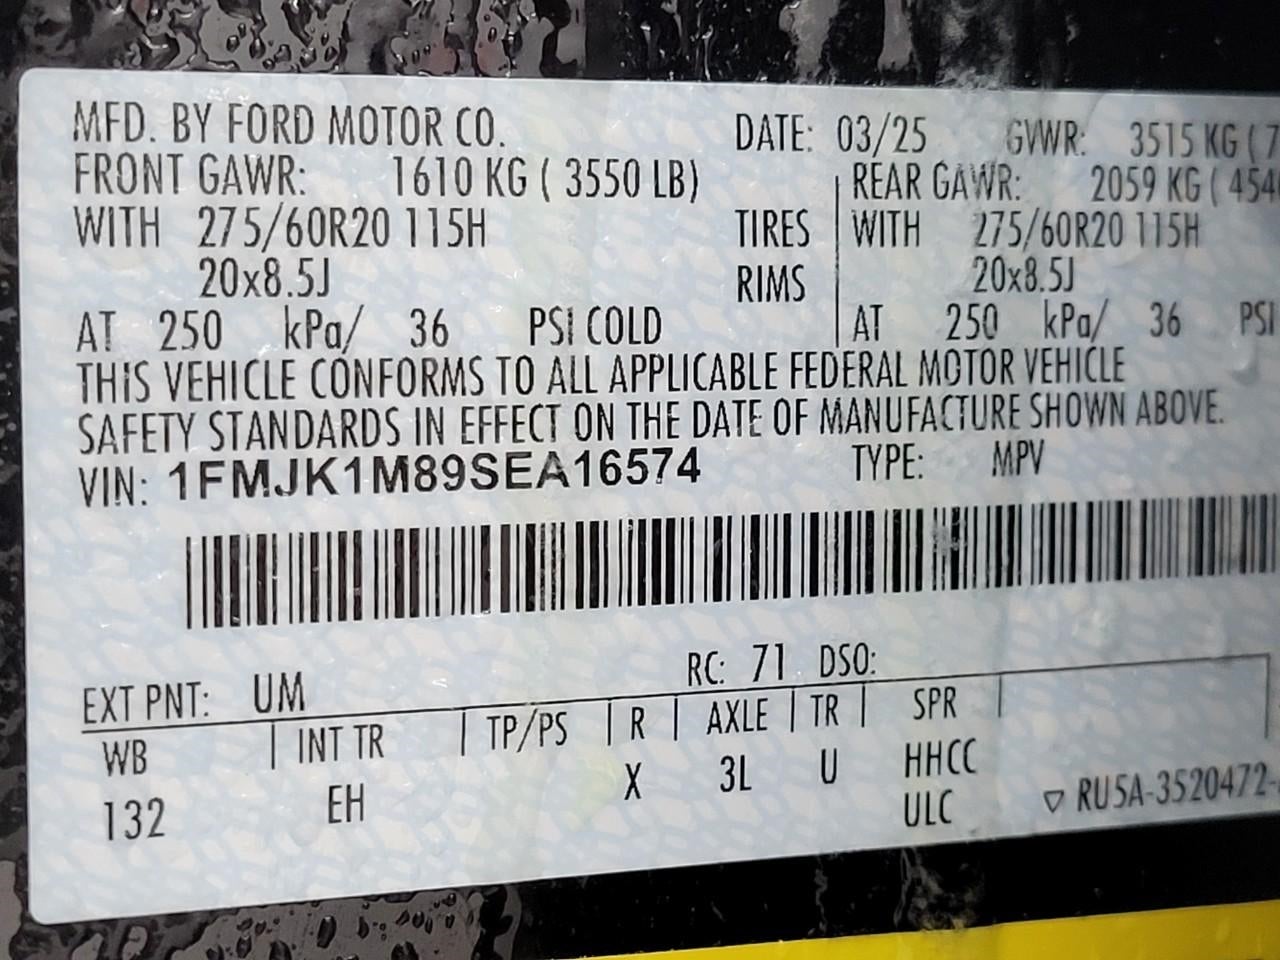 MFD. BY FORD MOTOR CO. DATE: 03/25 GVWR: 3515 KG ( 7
FRONT GAWR: 1610 KG ( 3550 LB) REAR GAWR: 2059 KG ( 454
WITH 275/60R20 115H TIRES WITH 275/60R20 115H
20x8.5J RIMS 20x8.5J
AT 250 kPa/ 36 PSI COLD AT 250 kPa/ 36 PSI
THIS VEHICLE CONFORMS TO ALL APPLICABLE FEDERAL MOTOR VEHICLE
SAFETY STANDARDS IN EFFECT ON THE DATE OF MANUFACTURE SHOWN ABOVE.
VIN: 1FMJK1M89SEA16574 TYPE: MPV
EXT PNT: UM RC: 71 DSO:
WB INT TR TP/PS R AXLE TR SPR
132 EH X 3L U HHCC
ULC ▽ RU5A-3520472-